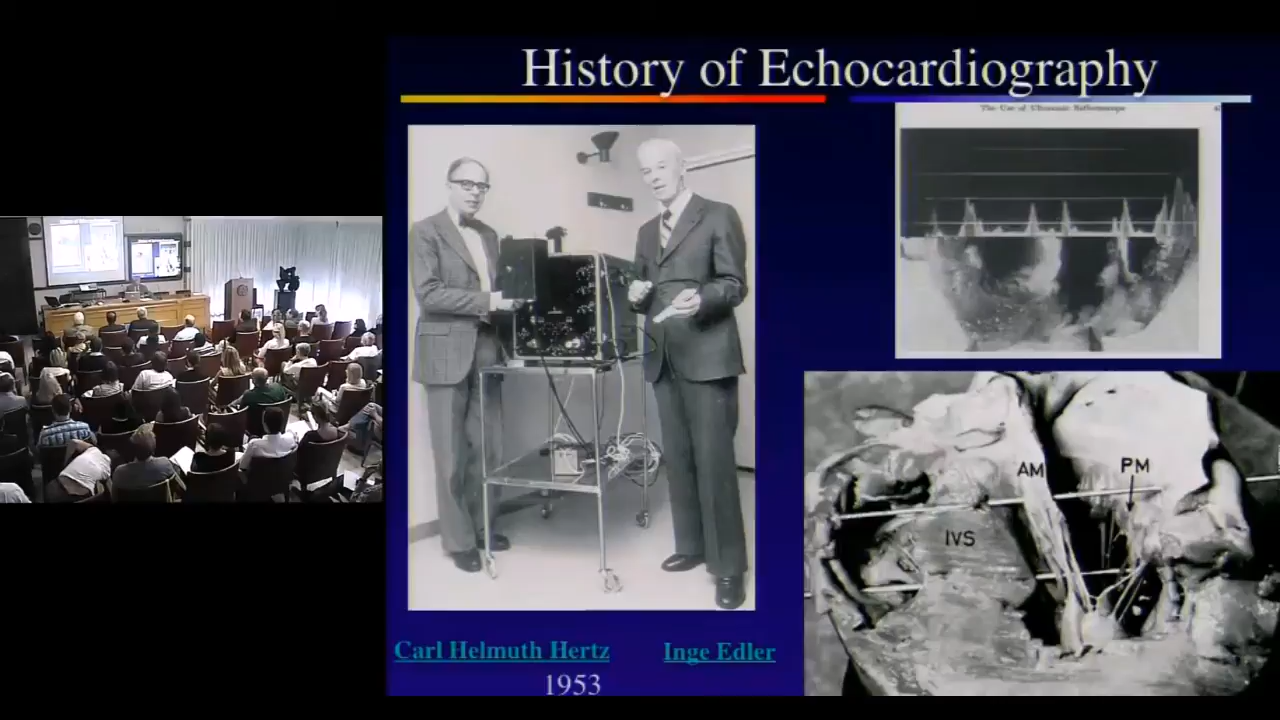 History of Echocardiography
The Use of Ultrasonic Reflectoscope
AM
PM
IVS
Carl Helmuth Hertz
Inge Edler
1953